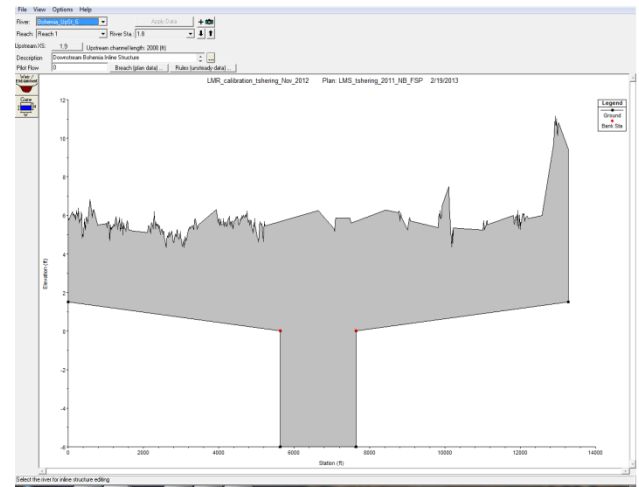 File View Options Help
River: Bohemia_UpSt_G Apply Data
Reach: Reach 1 River Sta.: 1.8
Upstream XS: 1.9 Upstream channel length: 2000 (ft)
Description Downstream Bohemia Inline Structure ...
Pilot Flow 0 Breach (plan data) ... Rules (unsteady data) ...
Weir / Embankment
Gate
LMR_calibration_tshering_Nov_2012 Plan: LMS_tshering_2011_NB_FSP 2/19/2013
Legend
Ground
Bank Sta
Elevation (ft)
12
10
8
6
4
2
0
-2
-4
-6
0 2000 4000 6000 8000 10000 12000 14000
Station (ft)
Select the river for inline structure editing